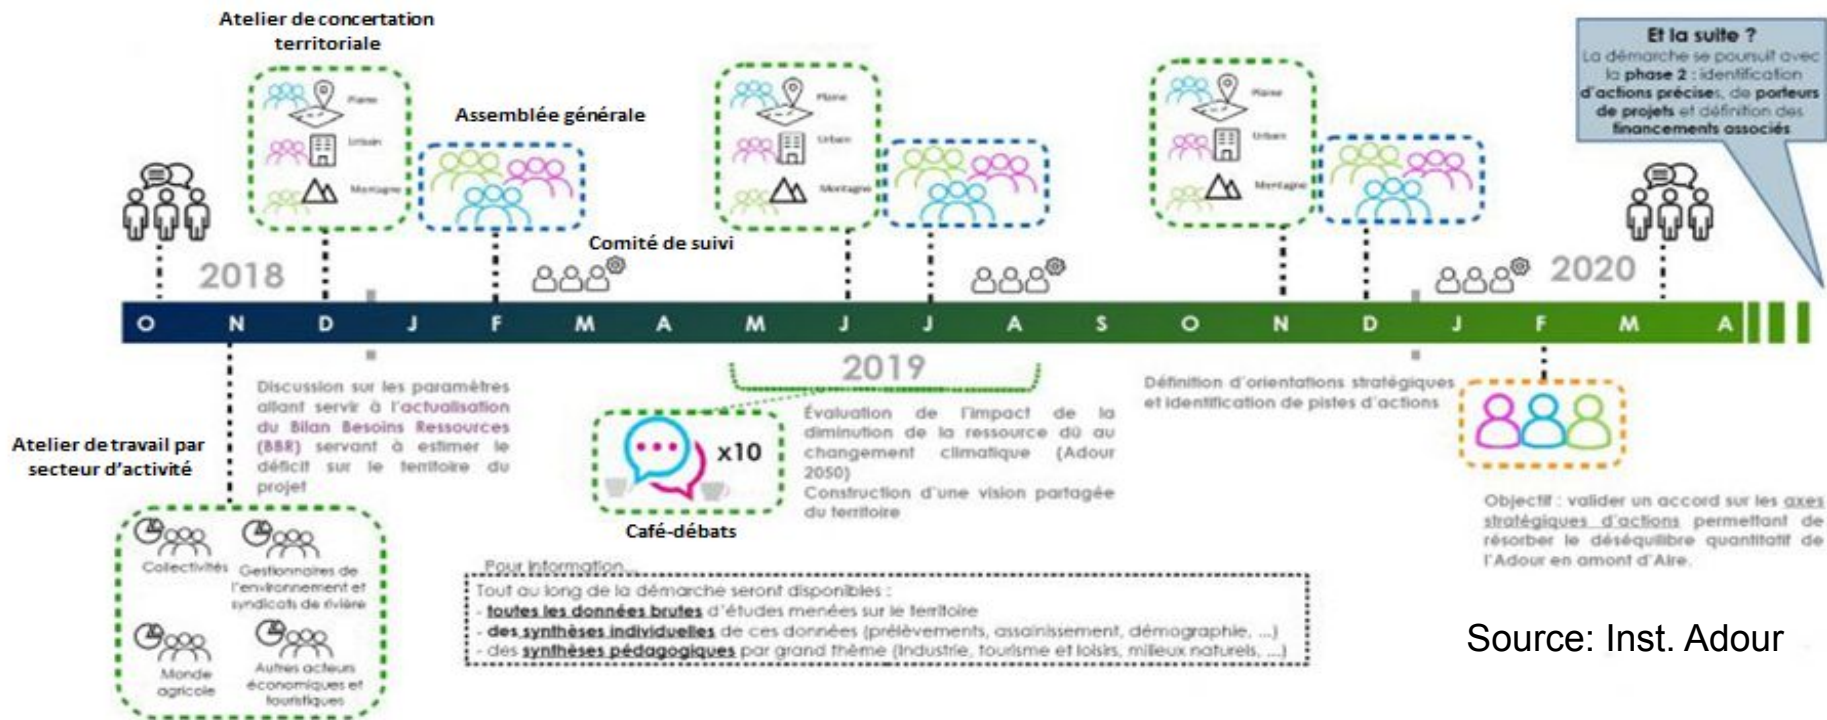 Atelier de concertation
territoriale
Plaine
Urbain
Montagne
Assemblée générale
Comité de suivi
Plaine
Urbain
Montagne
Plaine
Urbain
Montagne
Et la suite ?
La démarche se poursuit avec
la phase 2 : identification
d'actions précises, de porteurs
de projets et définition des
financements associés
2018
2020
O N D J F M A M J J A S O N D J F M A
2019
Atelier de travail par
secteur d'activité
Discussion sur les paramètres
allant servir à l'actualisation
du Bilan Besoins Ressources
(BBR) servant à estimer le
déficit sur le territoire du
projet
x10
Café-débats
Évaluation de l'impact de la
diminution de la ressource dû au
changement climatique (Adour
2050)
Construction d'une vision partagée
du territoire
Définition d'orientations stratégiques
et identification de pistes d'actions
Objectif : valider un accord sur les axes
stratégiques d'actions permettant de
résorber le déséquilibre quantitatif de
l'Adour en amont d'Aire.
Collectivités
Gestionnaires de
l'environnement et
syndicats de rivière
Monde
agricole
Autres acteurs
économiques et
touristiques
Pour information...
Tout au long de la démarche seront disponibles :
- toutes les données brutes d'études menées sur le territoire
- des synthèses individuelles de ces données (prélèvements, assainissement, démographie, ...)
- des synthèses pédagogiques par grand thème (Industrie, tourisme et loisirs, milieux naturels, ...)
Source: Inst. Adour